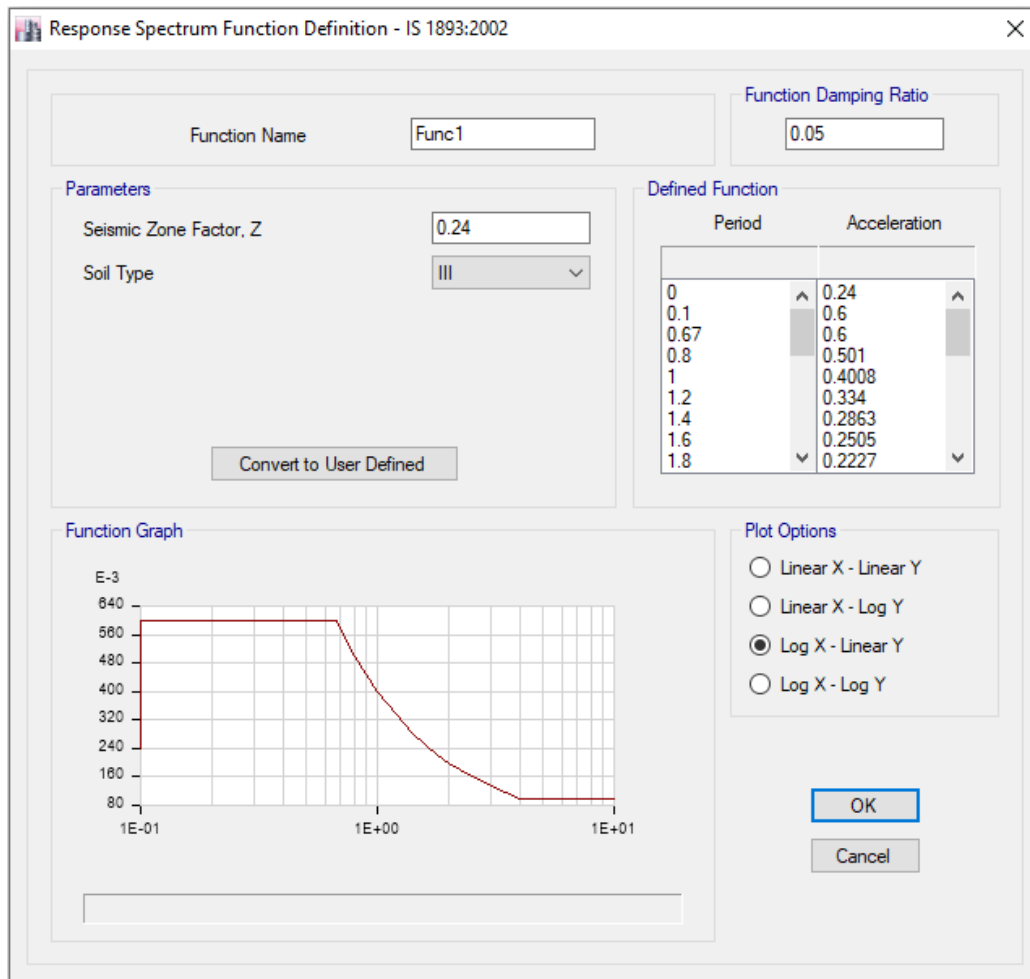 Response Spectrum Function Definition - IS 1893:2002
Function Name
Func1
Function Damping Ratio
0.05
Parameters
Seismic Zone Factor, Z
0.24
Soil Type
III
Convert to User Defined
Defined Function
Period Acceleration
0 0.24
0.1 0.6
0.67 0.6
0.8 0.501
1 0.4008
1.2 0.334
1.4 0.2863
1.6 0.2505
1.8 0.2227
Function Graph
E-3
640
560
480
400
320
240
160
80
1E-01 1E+00 1E+01
Plot Options
Linear X - Linear Y
Linear X - Log Y
Log X - Linear Y
Log X - Log Y
OK
Cancel